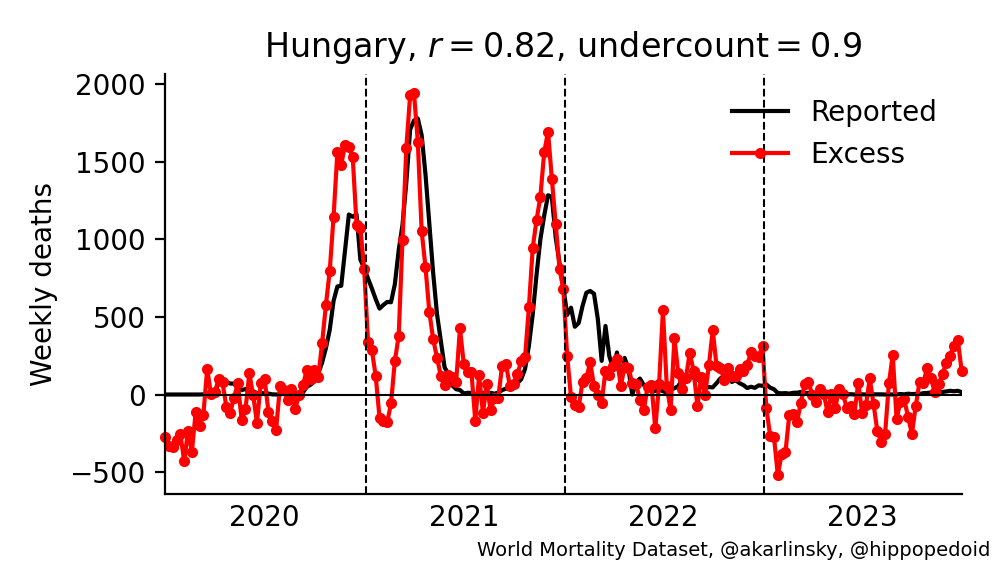 Hungary, r = 0.82, undercount = 0.9
Weekly deaths
2000
1500
1000
500
0
−500
Reported
Excess
2020 2021 2022 2023
World Mortality Dataset, @akarlinsky, @hippopedoid